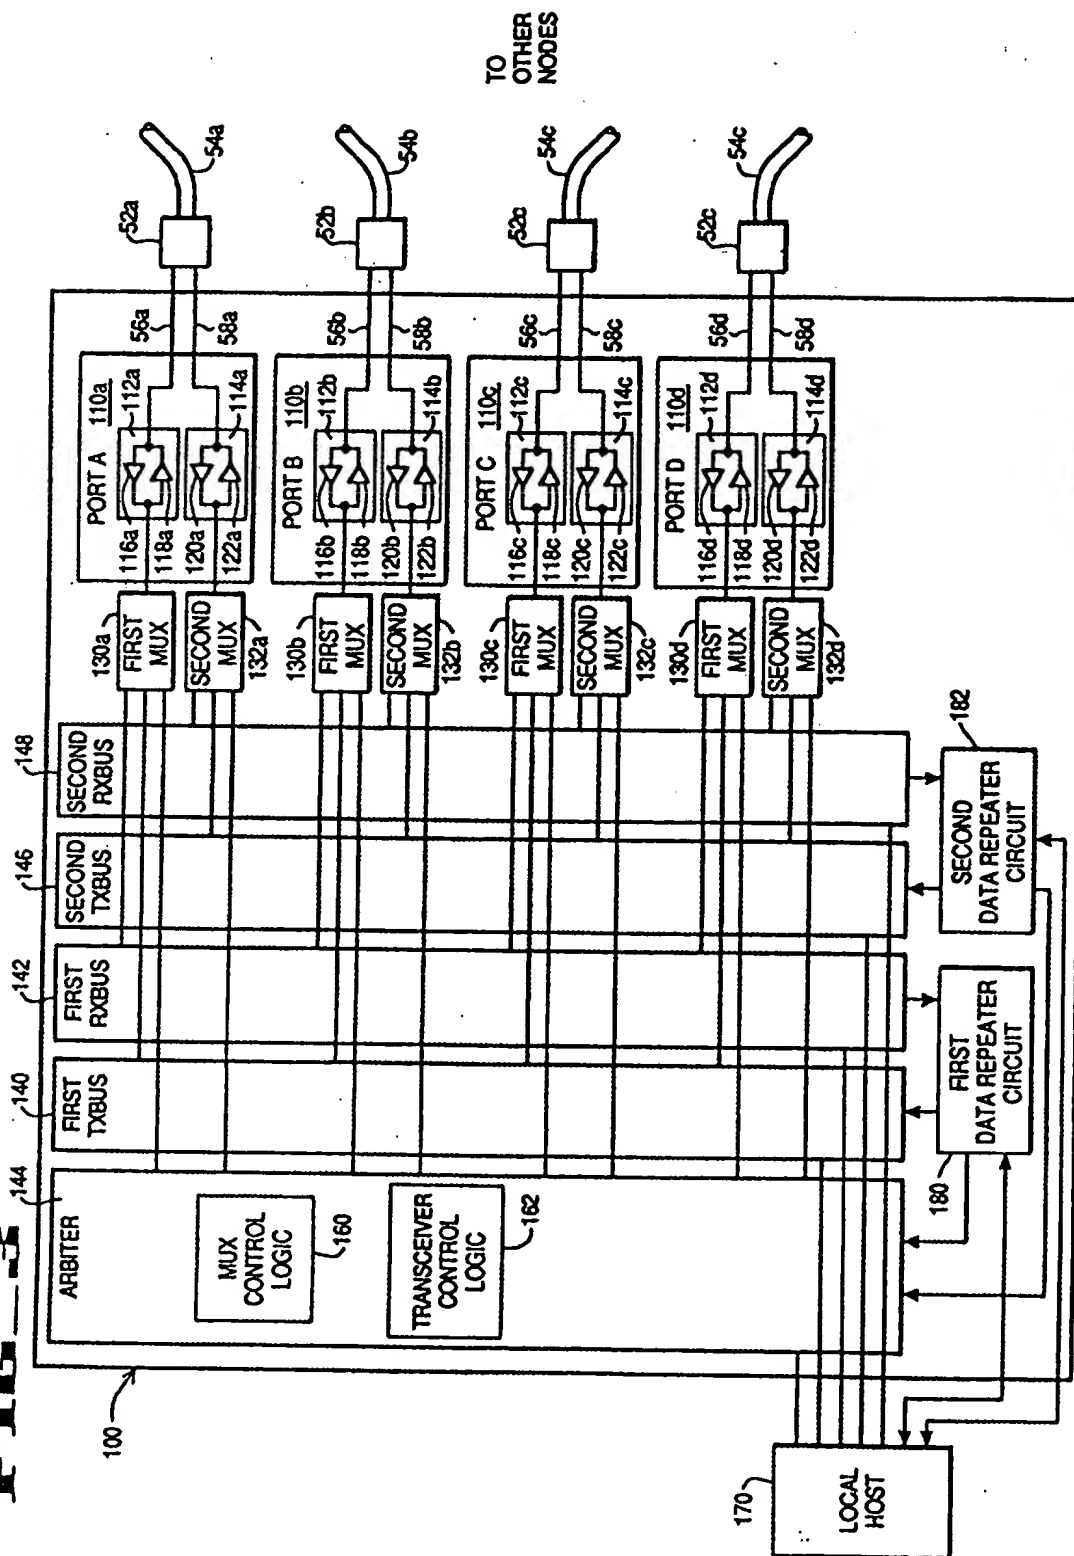 FIG_3
100
144
ARBITER
MUX
CONTROL
LOGIC
160
TRANSCEIVER
CONTROL
LOGIC
162
140
FIRST
TXBUS
142
FIRST
RXBUS
146
SECOND
TXBUS
148
SECOND
RXBUS
130a
FIRST
MUX
SECOND
MUX
132a
130b
FIRST
MUX
SECOND
MUX
132b
130c
FIRST
MUX
SECOND
MUX
132c
130d
FIRST
MUX
SECOND
MUX
132d
PORT A
110a
112a
114a
116a
118a
120a
122a
PORT B
110b
112b
114b
116b
118b
120b
122b
PORT C
110c
112c
114c
116c
118c
120c
122c
PORT D
110d
112d
114d
116d
118d
120d
122d
56a
58a
56b
58b
56c
58c
56d
58d
52a
54a
52b
54b
52c
54c
52c
54c
TO
OTHER
NODES
170
LOCAL
HOST
180
FIRST
DATA REPEATER
CIRCUIT
182
SECOND
DATA REPEATER
CIRCUIT